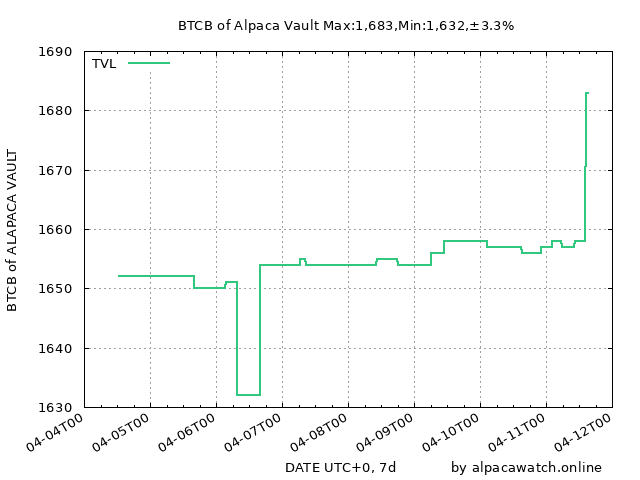 BTCB of Alpaca Vault Max:1,683,Min:1,632,±3.3%
TVL
1690
1680
1670
1660
1650
1640
1630
BTCB of ALAPACA VAULT
04-04T00
04-05T00
04-06T00
04-07T00
04-08T00
04-09T00
04-10T00
04-11T00
04-12T00
DATE UTC+0, 7d
by alpacawatch.online